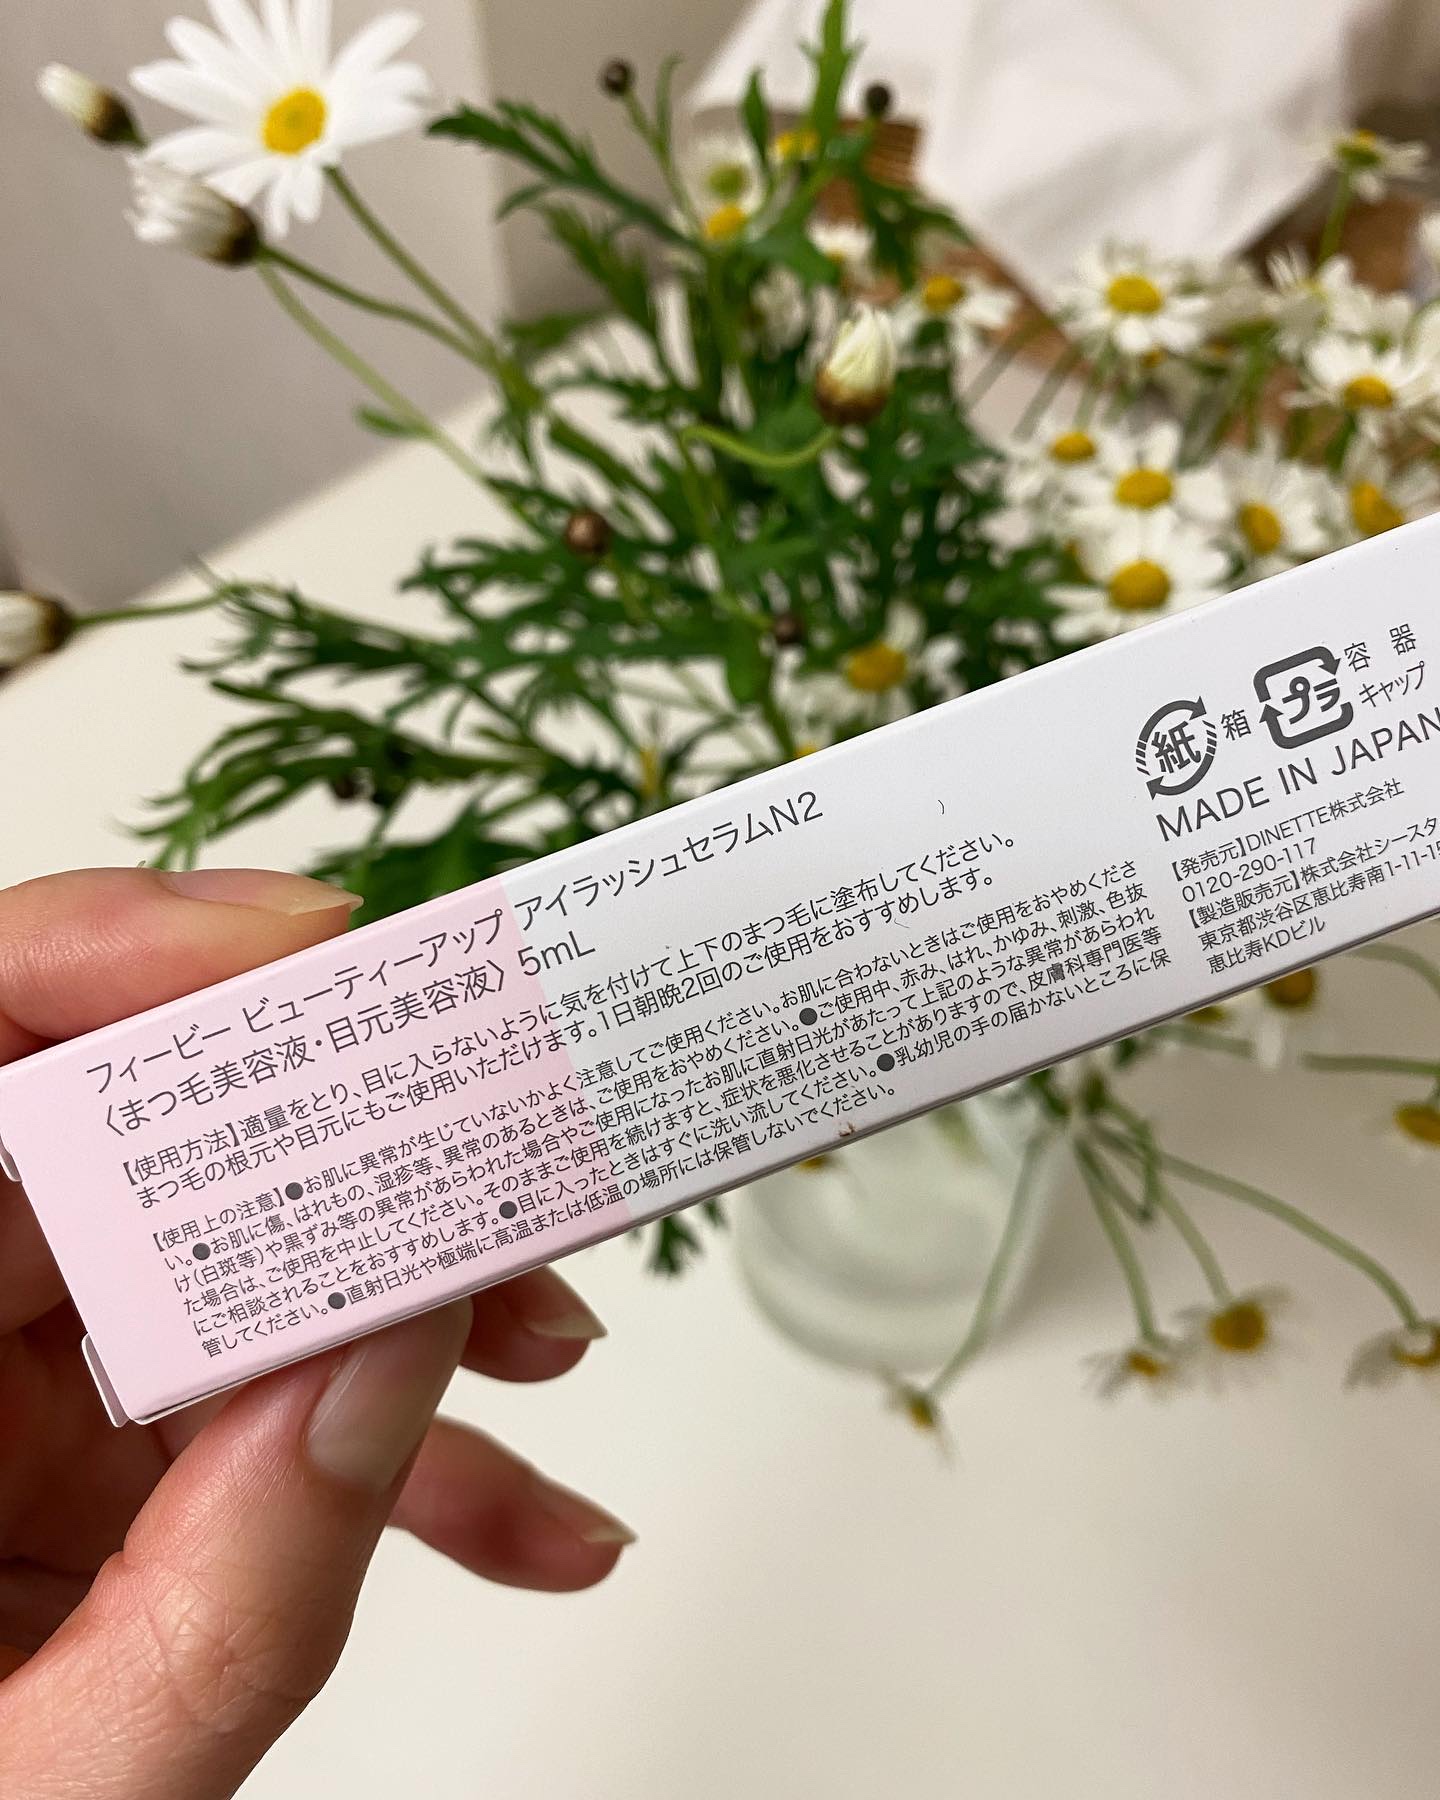 フィービー ビューティーアップ アイラッシュセラムN2
〈まつ毛美容液・目元美容液〉 5mL
【使用方法】適量をとり、目に入らないように気を付けて上下のまつ毛に塗布してください。
まつ毛の根元や目元にもご使用いただけます。1日朝晩2回のご使用をおすすめします。
【使用上の注意】●お肌に異常が生じていないかよく注意してご使用ください。お肌に合わないときはご使用をおやめくださ
い。●お肌に傷、はれもの、湿疹等、異常のあるときは、ご使用をおやめください。●ご使用中、赤み、はれ、かゆみ、刺激、色抜
け（白斑等）や黒ずみ等の異常があらわれた場合やご使用になったお肌に直射日光があたって上記のような異常があらわれ
た場合は、ご使用を中止してください。そのままご使用を続けますと、症状を悪化させることがありますので、皮膚科専門医等
にご相談されることをおすすめします。●目に入ったときはすぐに洗い流してください。●乳幼児の手の届かないところに保
管してください。●直射日光や極端に高温または低温の場所には保管しないでください。
紙 箱 プラ 容器
キャップ
MADE IN JAPAN
【発売元】DINETTE株式会社
0120-290-117
【製造販売元】株式会社シースタ
東京都渋谷区恵比寿南1-11-15
恵比寿KDビル